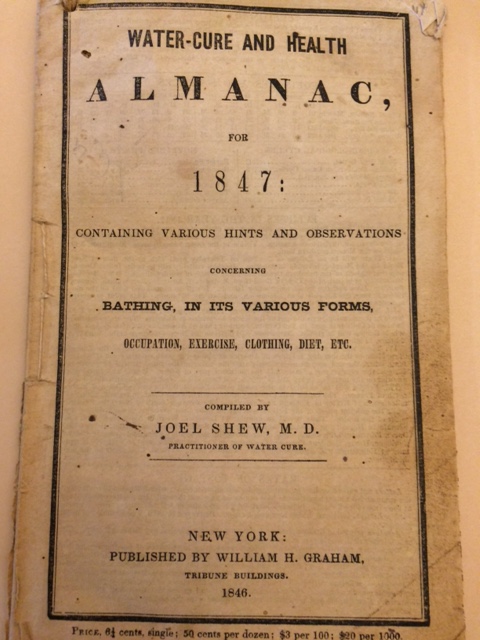 WATER-CURE AND HEALTH
ALMANAC,
FOR
1847:
CONTAINING VARIOUS HINTS AND OBSERVATIONS
CONCERNING
BATHING, IN ITS VARIOUS FORMS,
OCCUPATION, EXERCISE, CLOTHING, DIET, ETC.
COMPILED BY
JOEL SHEW, M. D.
PRACTITIONER OF WATER CURE.
NEW YORK:
PUBLISHED BY WILLIAM H. GRAHAM,
TRIBUNE BUILDINGS.
1846.
PRICE, 6¼ cents, single; 50 cents per dozen; $3 per 100; $20 per 1000.